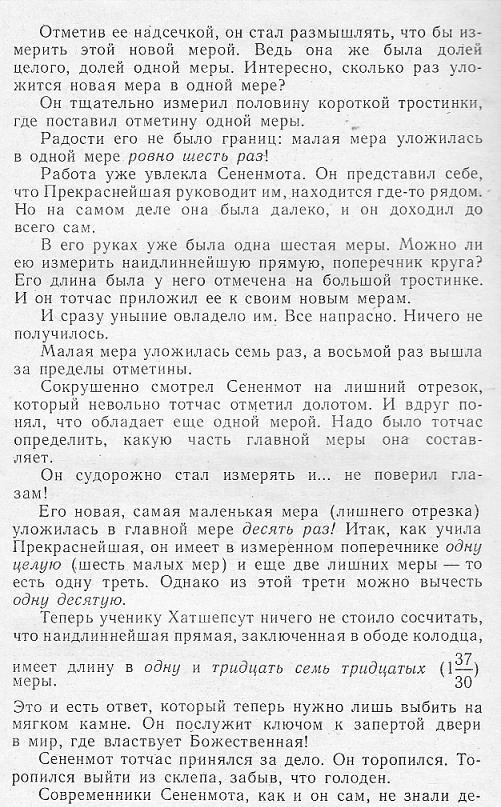 Отметив ее надсечкой, он стал размышлять, что бы из-
мерить этой новой мерой. Ведь она же была долей
целого, долей одной меры. Интересно, сколько раз уло-
жится новая мера в одной мере?
Он тщательно измерил половину короткой тростинки,
где поставил отметину одной меры.
Радости его не было границ: малая мера уложилась
в одной мере ровно шесть раз!
Работа уже увлекла Сененмота. Он представил себе,
что Прекраснейшая руководит им, находится где-то рядом.
Но на самом деле она была далеко, и он доходил до
всего сам.
В его руках уже была одна шестая меры. Можно ли
ею измерить наидлиннейшую прямую, поперечник круга?
Его длина была у него отмечена на большой тростинке.
И он тотчас приложил ее к своим новым мерам.
И сразу уныние овладело им. Все напрасно. Ничего не
получилось.
Малая мера уложилась семь раз, а восьмой раз вышла
за пределы отметины.
Сокрушенно смотрел Сененмот на лишний отрезок,
который невольно тотчас отметил долотом. И вдруг по-
нял, что обладает еще одной мерой. Надо было тотчас
определить, какую часть главной меры она состав-
ляет.
Он судорожно стал измерять и... не поверил гла-
зам!
Его новая, самая маленькая мера (лишнего отрезка)
уложилась в главной мере десять раз! Итак, как учила
Прекраснейшая, он имеет в измеренном поперечнике одну
целую (шесть малых мер) и еще две лишних меры — то
есть одну треть. Однако из этой трети можно вычесть
одну десятую.
Теперь ученику Хатшепсут ничего не стоило сосчитать,
что наидлиннейшая прямая, заключенная в ободе колодца,
имеет длину в одну и тридцать семь тридцатых (1 37/30)
меры.
Это и есть ответ, который теперь нужно лишь выбить на
мягком камне. Он послужит ключом к запертой двери
в мир, где властвует Божественная!
Сененмот тотчас принялся за дело. Он торопился. То-
ропился выйти из склепа, забыв, что голоден.
Современники Сененмота, как и он сам, не знали де-